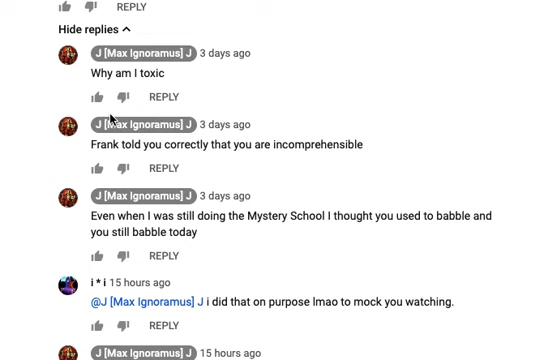 REPLY
Hide replies
J [Max Ignoramus] J 3 days ago
Why am I toxic
REPLY
J [Max Ignoramus] J 3 days ago
Frank told you correctly that you are incomprehensible
REPLY
J [Max Ignoramus] J 3 days ago
Even when I was still doing the Mystery School I thought you used to babble and
you still babble today
REPLY
i * i 15 hours ago
@J [Max Ignoramus] J i did that on purpose lmao to mock you watching.
REPLY
J [Max Ignoramus] J 15 hours ago